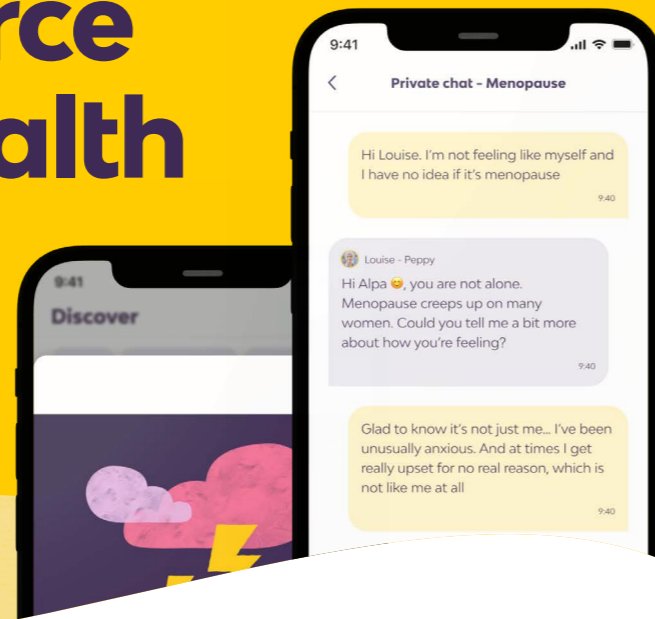 rce
alth
9:41
Private chat - Menopause
Hi Louise. I'm not feeling like myself and
I have no idea if it's menopause
9:40
Louise - Peppy
Hi Alpa 😊, you are not alone.
Menopause creeps up on many
women. Could you tell me a bit more
about how you're feeling?
9:40
Glad to know it's not just me... I've been
unusually anxious. And at times I get
really upset for no real reason, which is
not like me at all
9:40
9:41
Discover